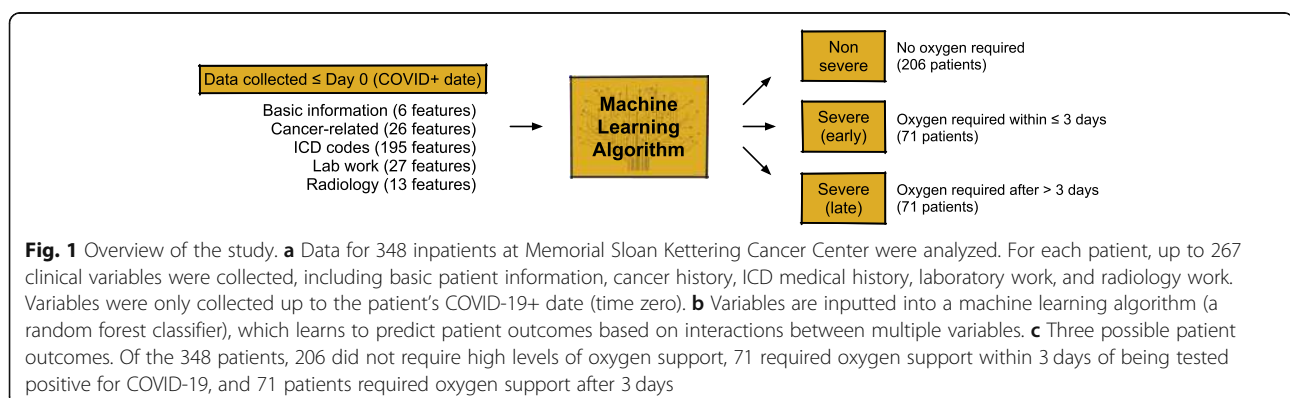 Data collected ≤ Day 0 (COVID+ date)
Basic information (6 features)
Cancer-related (26 features)
ICD codes (195 features)
Lab work (27 features)
Radiology (13 features)
Machine
Learning
Algorithm
Non
severe
No oxygen required
(206 patients)
Severe
(early)
Oxygen required within ≤ 3 days
(71 patients)
Severe
(late)
Oxygen required after > 3 days
(71 patients)
Fig. 1 Overview of the study. a Data for 348 inpatients at Memorial Sloan Kettering Cancer Center were analyzed. For each patient, up to 267
clinical variables were collected, including basic patient information, cancer history, ICD medical history, laboratory work, and radiology work.
Variables were only collected up to the patient's COVID-19+ date (time zero). b Variables are inputted into a machine learning algorithm (a
random forest classifier), which learns to predict patient outcomes based on interactions between multiple variables. c Three possible patient
outcomes. Of the 348 patients, 206 did not require high levels of oxygen support, 71 required oxygen support within 3 days of being tested
positive for COVID-19, and 71 patients required oxygen support after 3 days